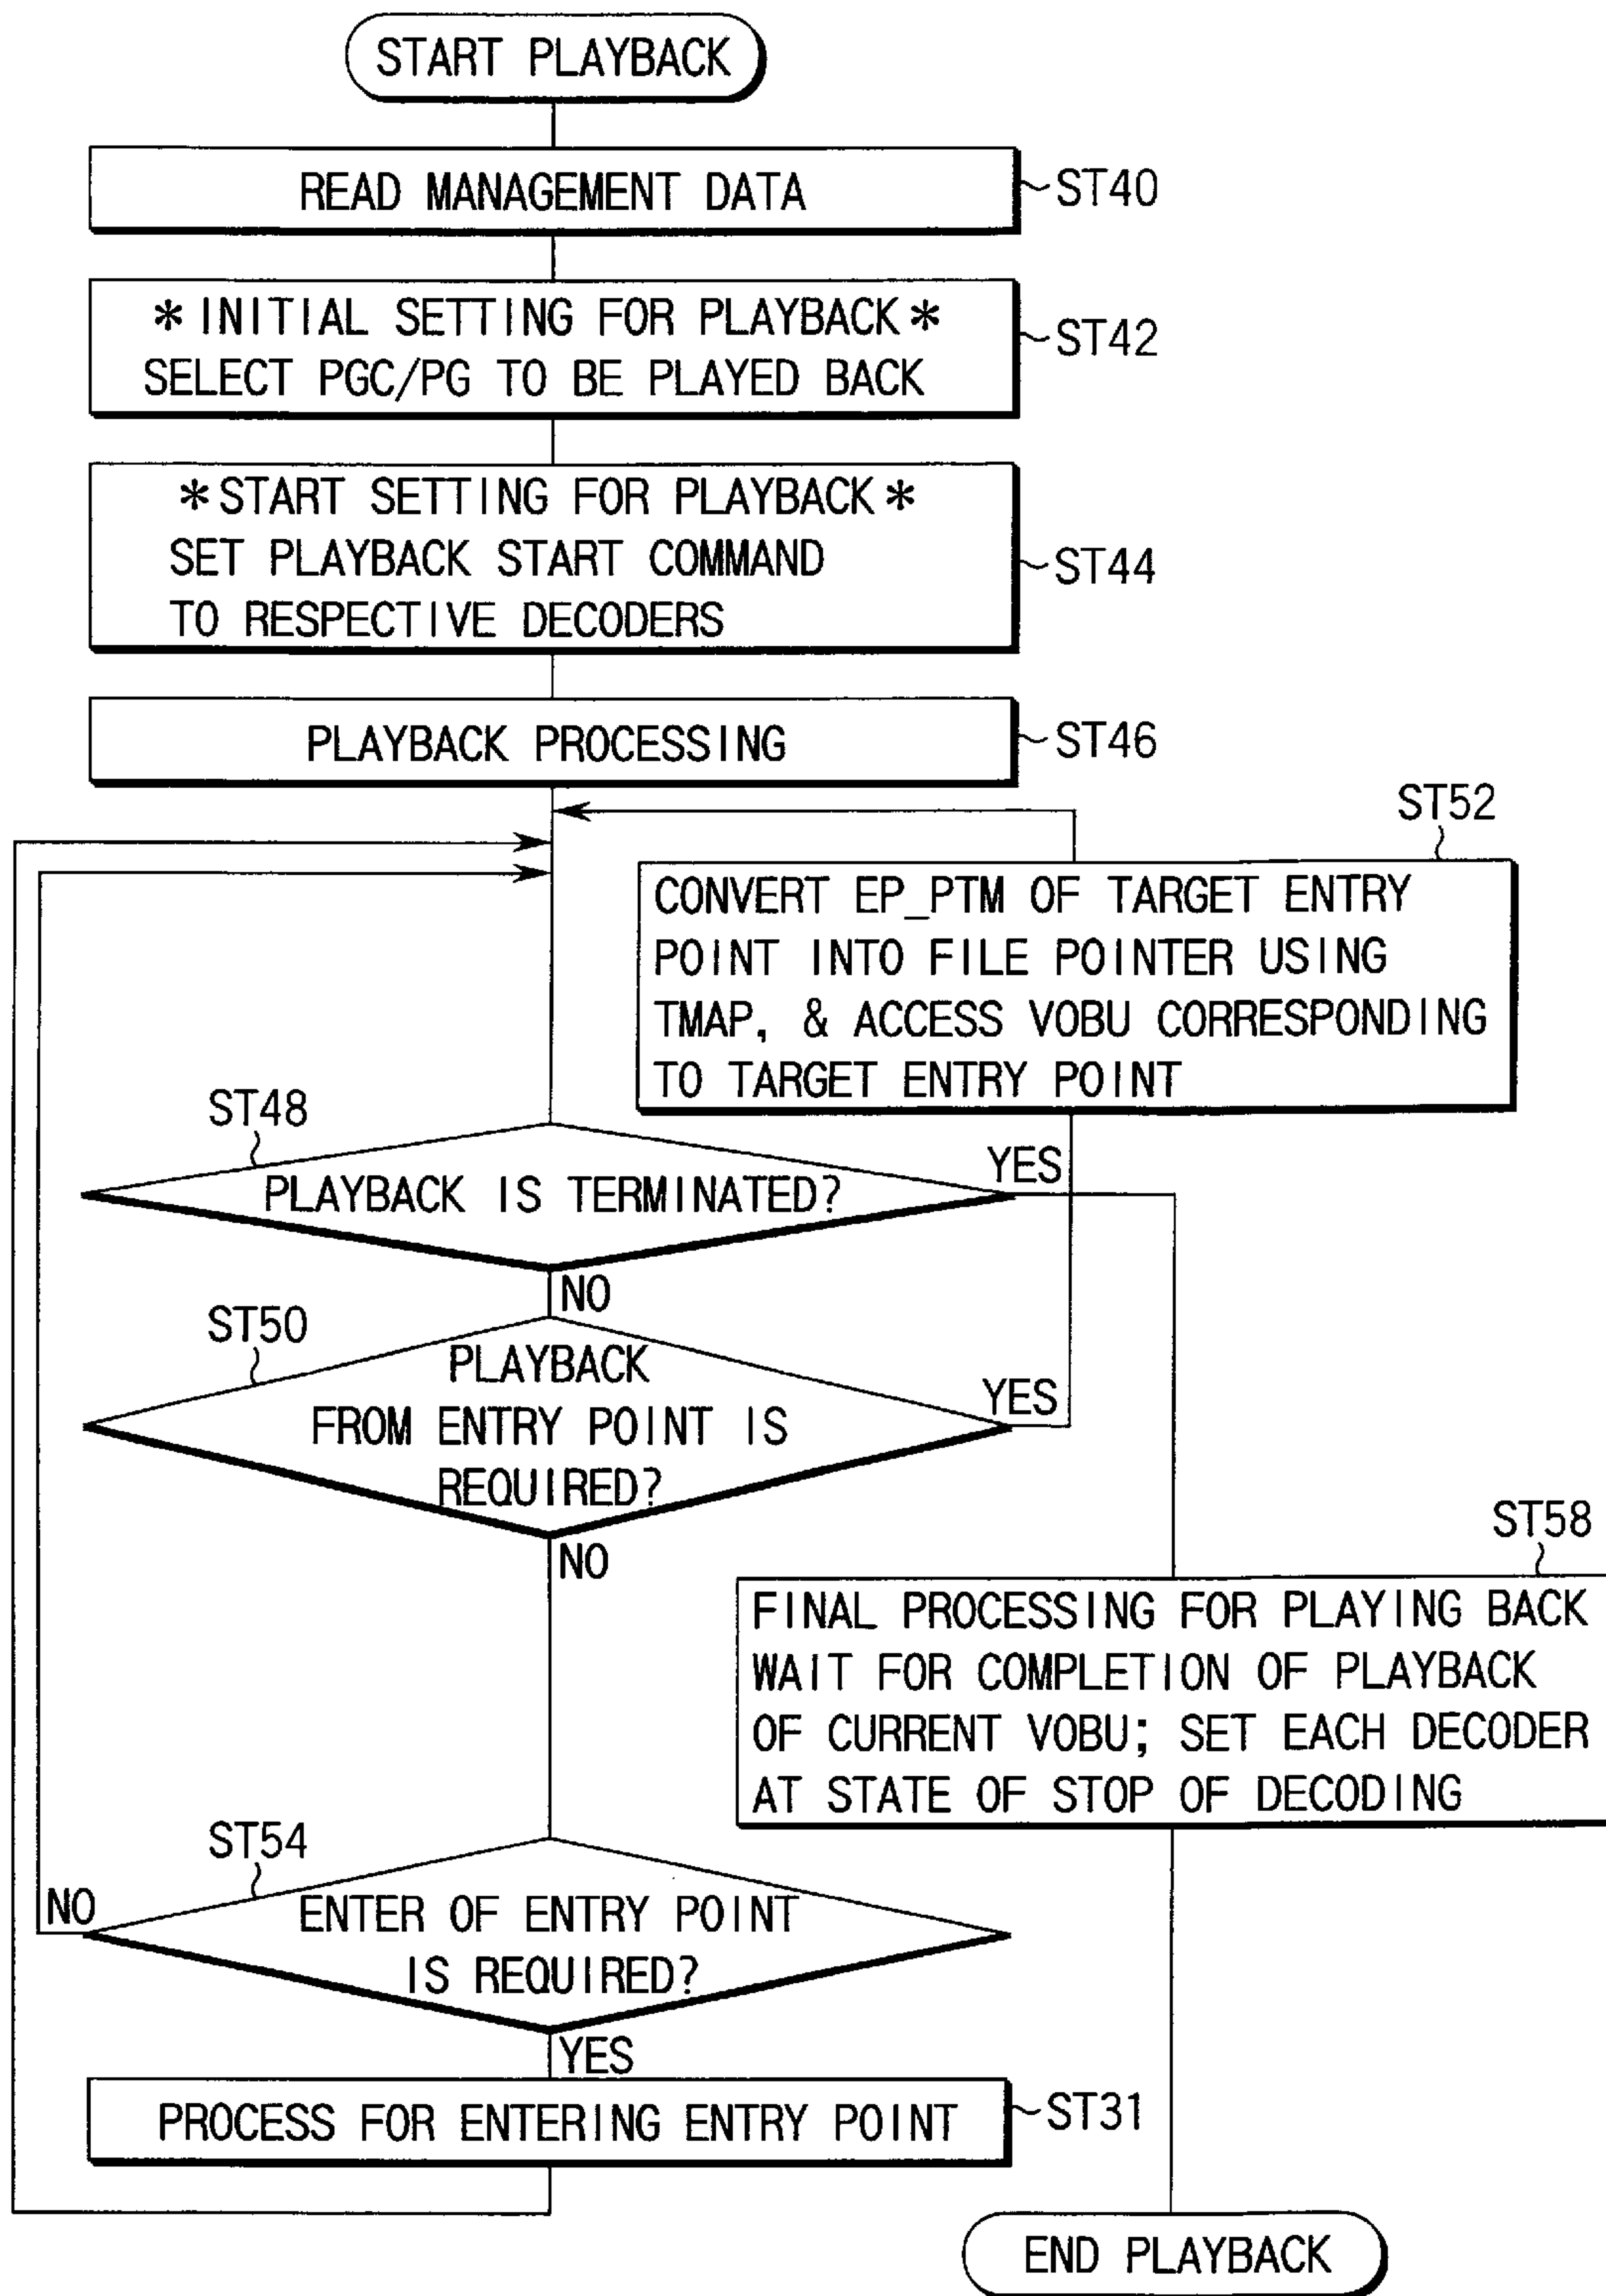 START PLAYBACK
READ MANAGEMENT DATA
ST40
*INITIAL SETTING FOR PLAYBACK*
SELECT PGC/PG TO BE PLAYED BACK
ST42
*START SETTING FOR PLAYBACK*
SET PLAYBACK START COMMAND
TO RESPECTIVE DECODERS
ST44
PLAYBACK PROCESSING
ST46
ST52
CONVERT EP_PTM OF TARGET ENTRY
POINT INTO FILE POINTER USING
TMAP, & ACCESS VOBU CORRESPONDING
TO TARGET ENTRY POINT
ST48
PLAYBACK IS TERMINATED?
YES
NO
ST50
PLAYBACK
FROM ENTRY POINT IS
REQUIRED?
YES
NO
ST58
FINAL PROCESSING FOR PLAYING BACK
WAIT FOR COMPLETION OF PLAYBACK
OF CURRENT VOBU; SET EACH DECODER
AT STATE OF STOP OF DECODING
ST54
NO
ENTER OF ENTRY POINT
IS REQUIRED?
YES
PROCESS FOR ENTERING ENTRY POINT
ST31
END PLAYBACK